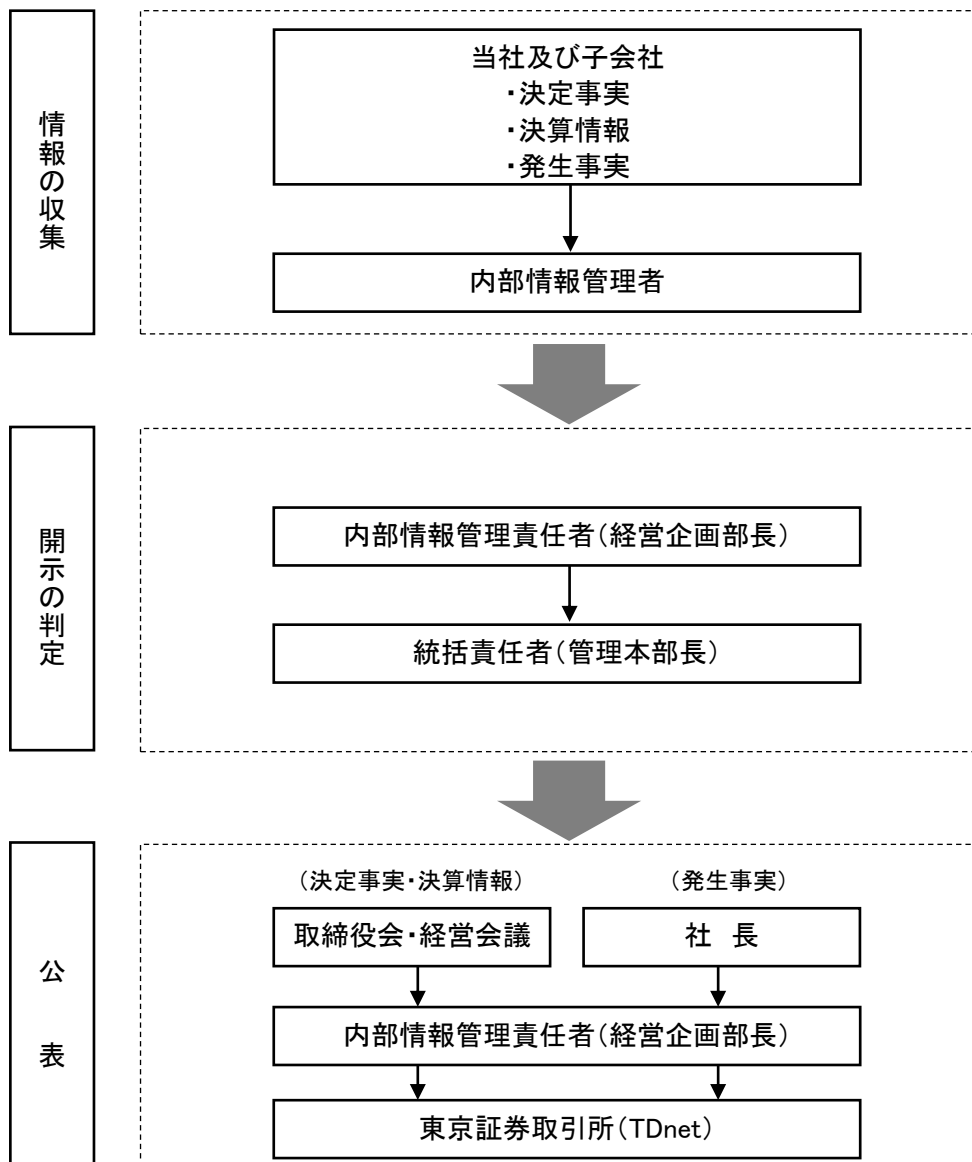 情報の収集
当社及び子会社
・決定事実
・決算情報
・発生事実
内部情報管理者
開示の判定
内部情報管理責任者(経営企画部長)
統括責任者(管理本部長)
公表
(決定事実・決算情報)
(発生事実)
取締役会・経営会議
社 長
内部情報管理責任者(経営企画部長)
東京証券取引所(TDnet)